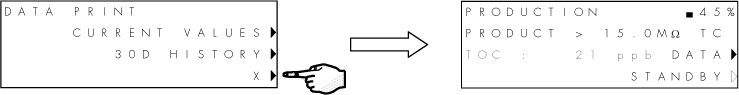 DATA PRINT
CURRENT VALUES
30D HISTORY
X
PRODUCTION 45%
PRODUCT > 15.0MΩ TC
TOC : 21 ppb DATA
STANDBY